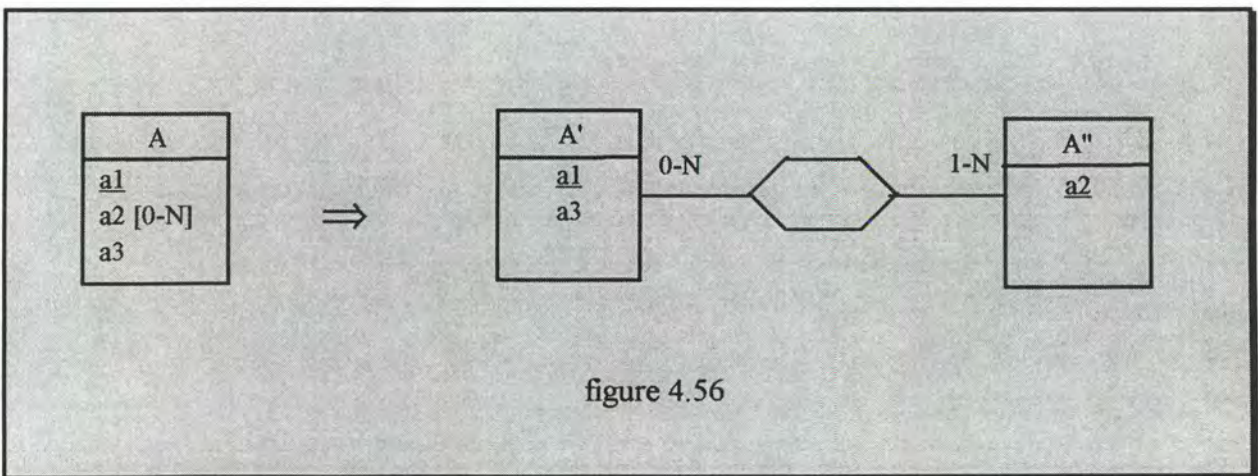 A
a1
a2 [0-N]
a3
⇒
A'
a1
a3
0-N
1-N
A"
a2
figure 4.56